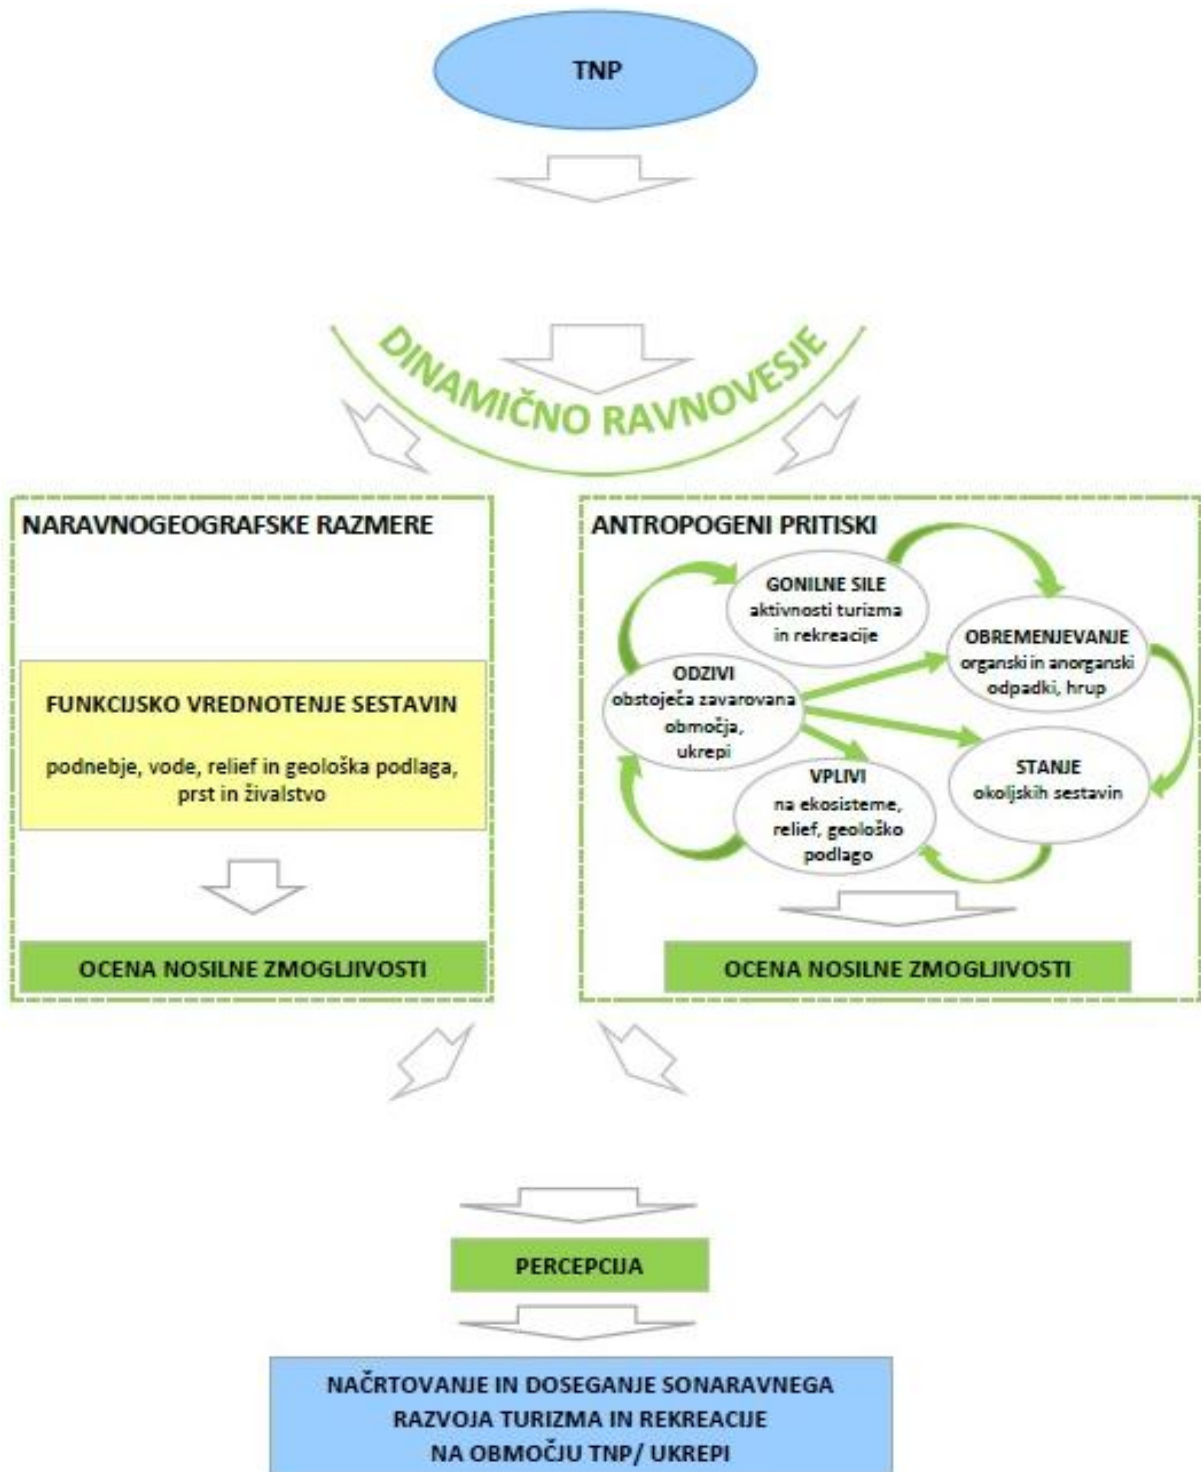 TNP
DINAMIČNO RAVNOVESJE
NARAVNOGEOGRAFSKE RAZMERE
FUNKCIJSKO VREDNOTENJE SESTAVIN
podnebje, vode, relief in geološka podlaga,
prst in živalstvo
OCENA NOSILNE ZMOGLJIVOSTI
ANTROPOGENI PRITISKI
GONILNE SILE
aktivnosti turizma
in rekreacije
OBREMENJEVANJE
organski in anorganski
odpadki, hrup
ODZIVI
obstoječa zavarovana
območja,
ukrepi
STANJE
okoljskih sestavin
VPLIVI
na ekosisteme,
relief, geološko
podlago
OCENA NOSILNE ZMOGLJIVOSTI
PERCEPCIJA
NAČRTOVANJE IN DOSEGANJE SONARAVNEGA
RAZVOJA TURIZMA IN REKREACIJE
NA OBMOČJU TNP/ UKREPI